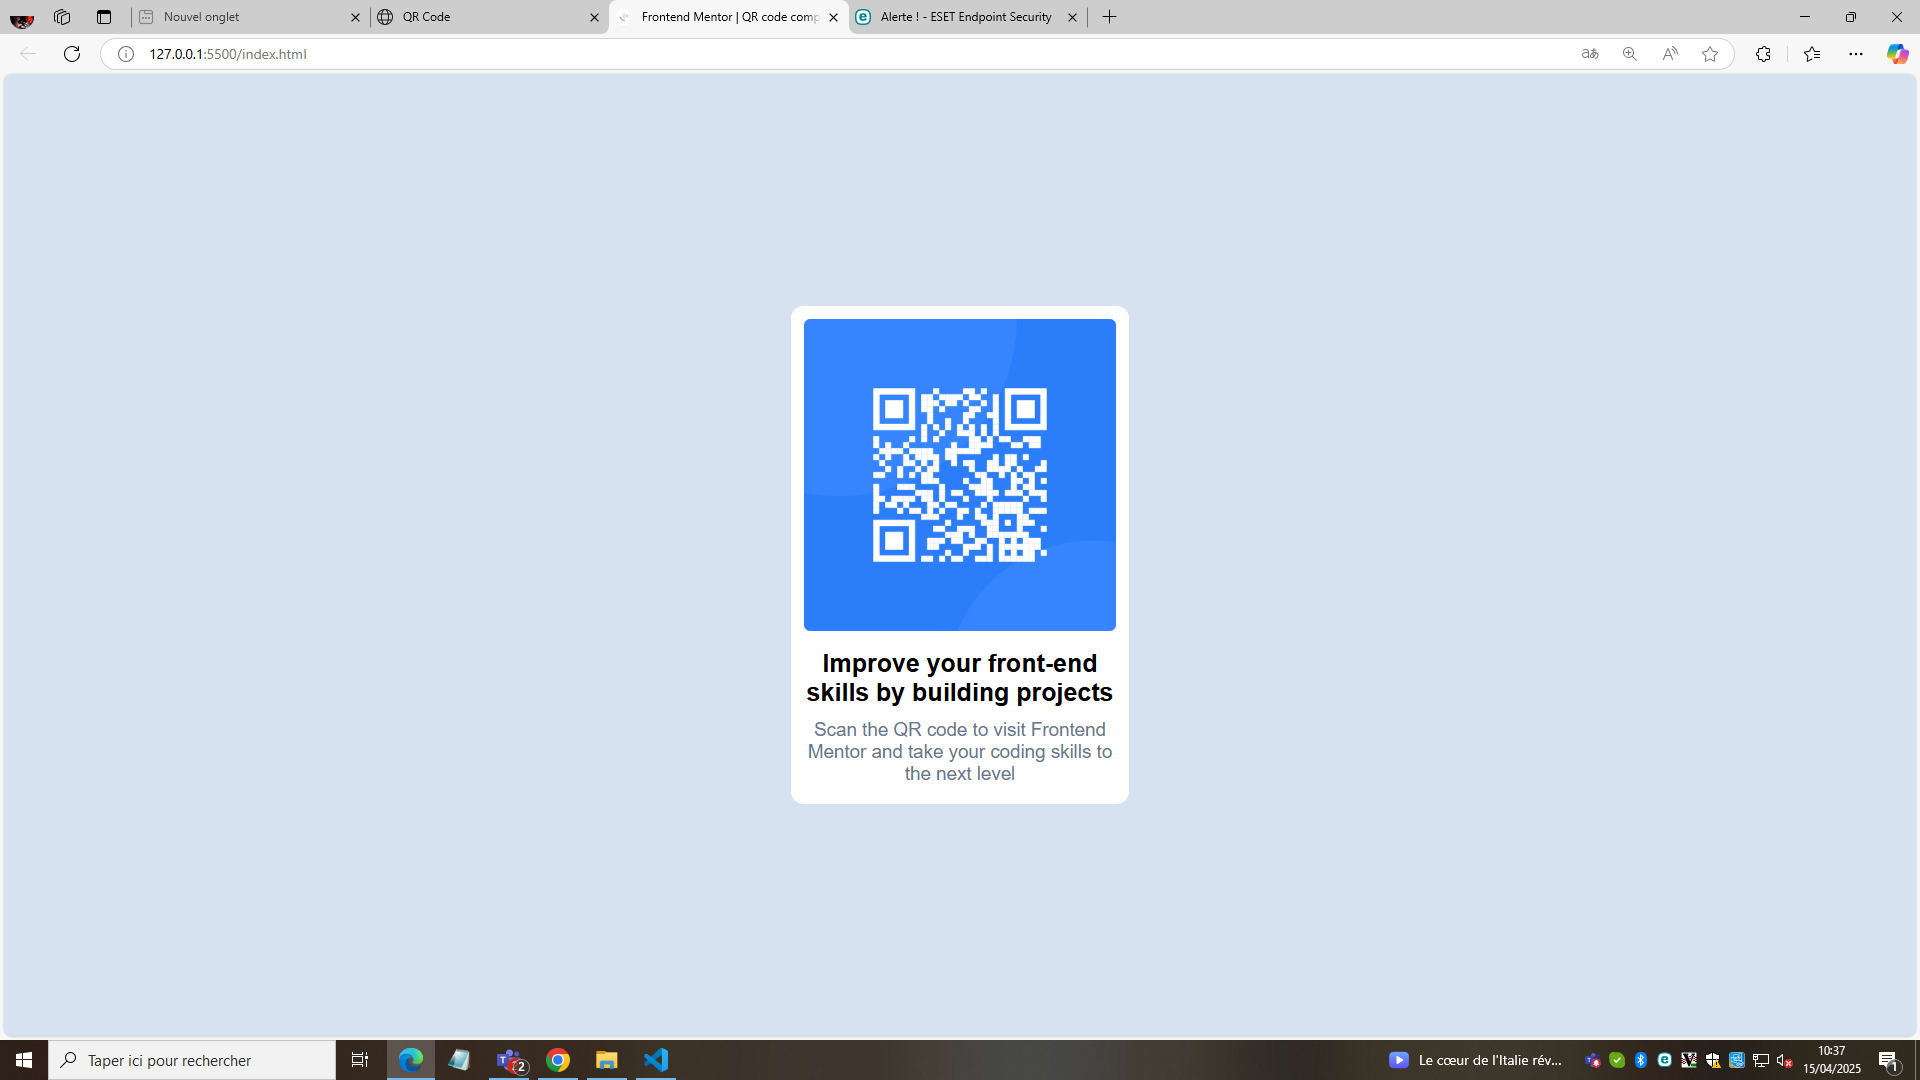 Nouvel onglet
QR Code
Frontend Mentor | QR code comp
Alerte ! - ESET Endpoint Security
127.0.0.1:5500/index.html
Improve your front-end
skills by building projects
Scan the QR code to visit Frontend
Mentor and take your coding skills to
the next level
Taper ici pour rechercher
2
Le cœur de l'Italie rév...
10:37
15/04/2025
1